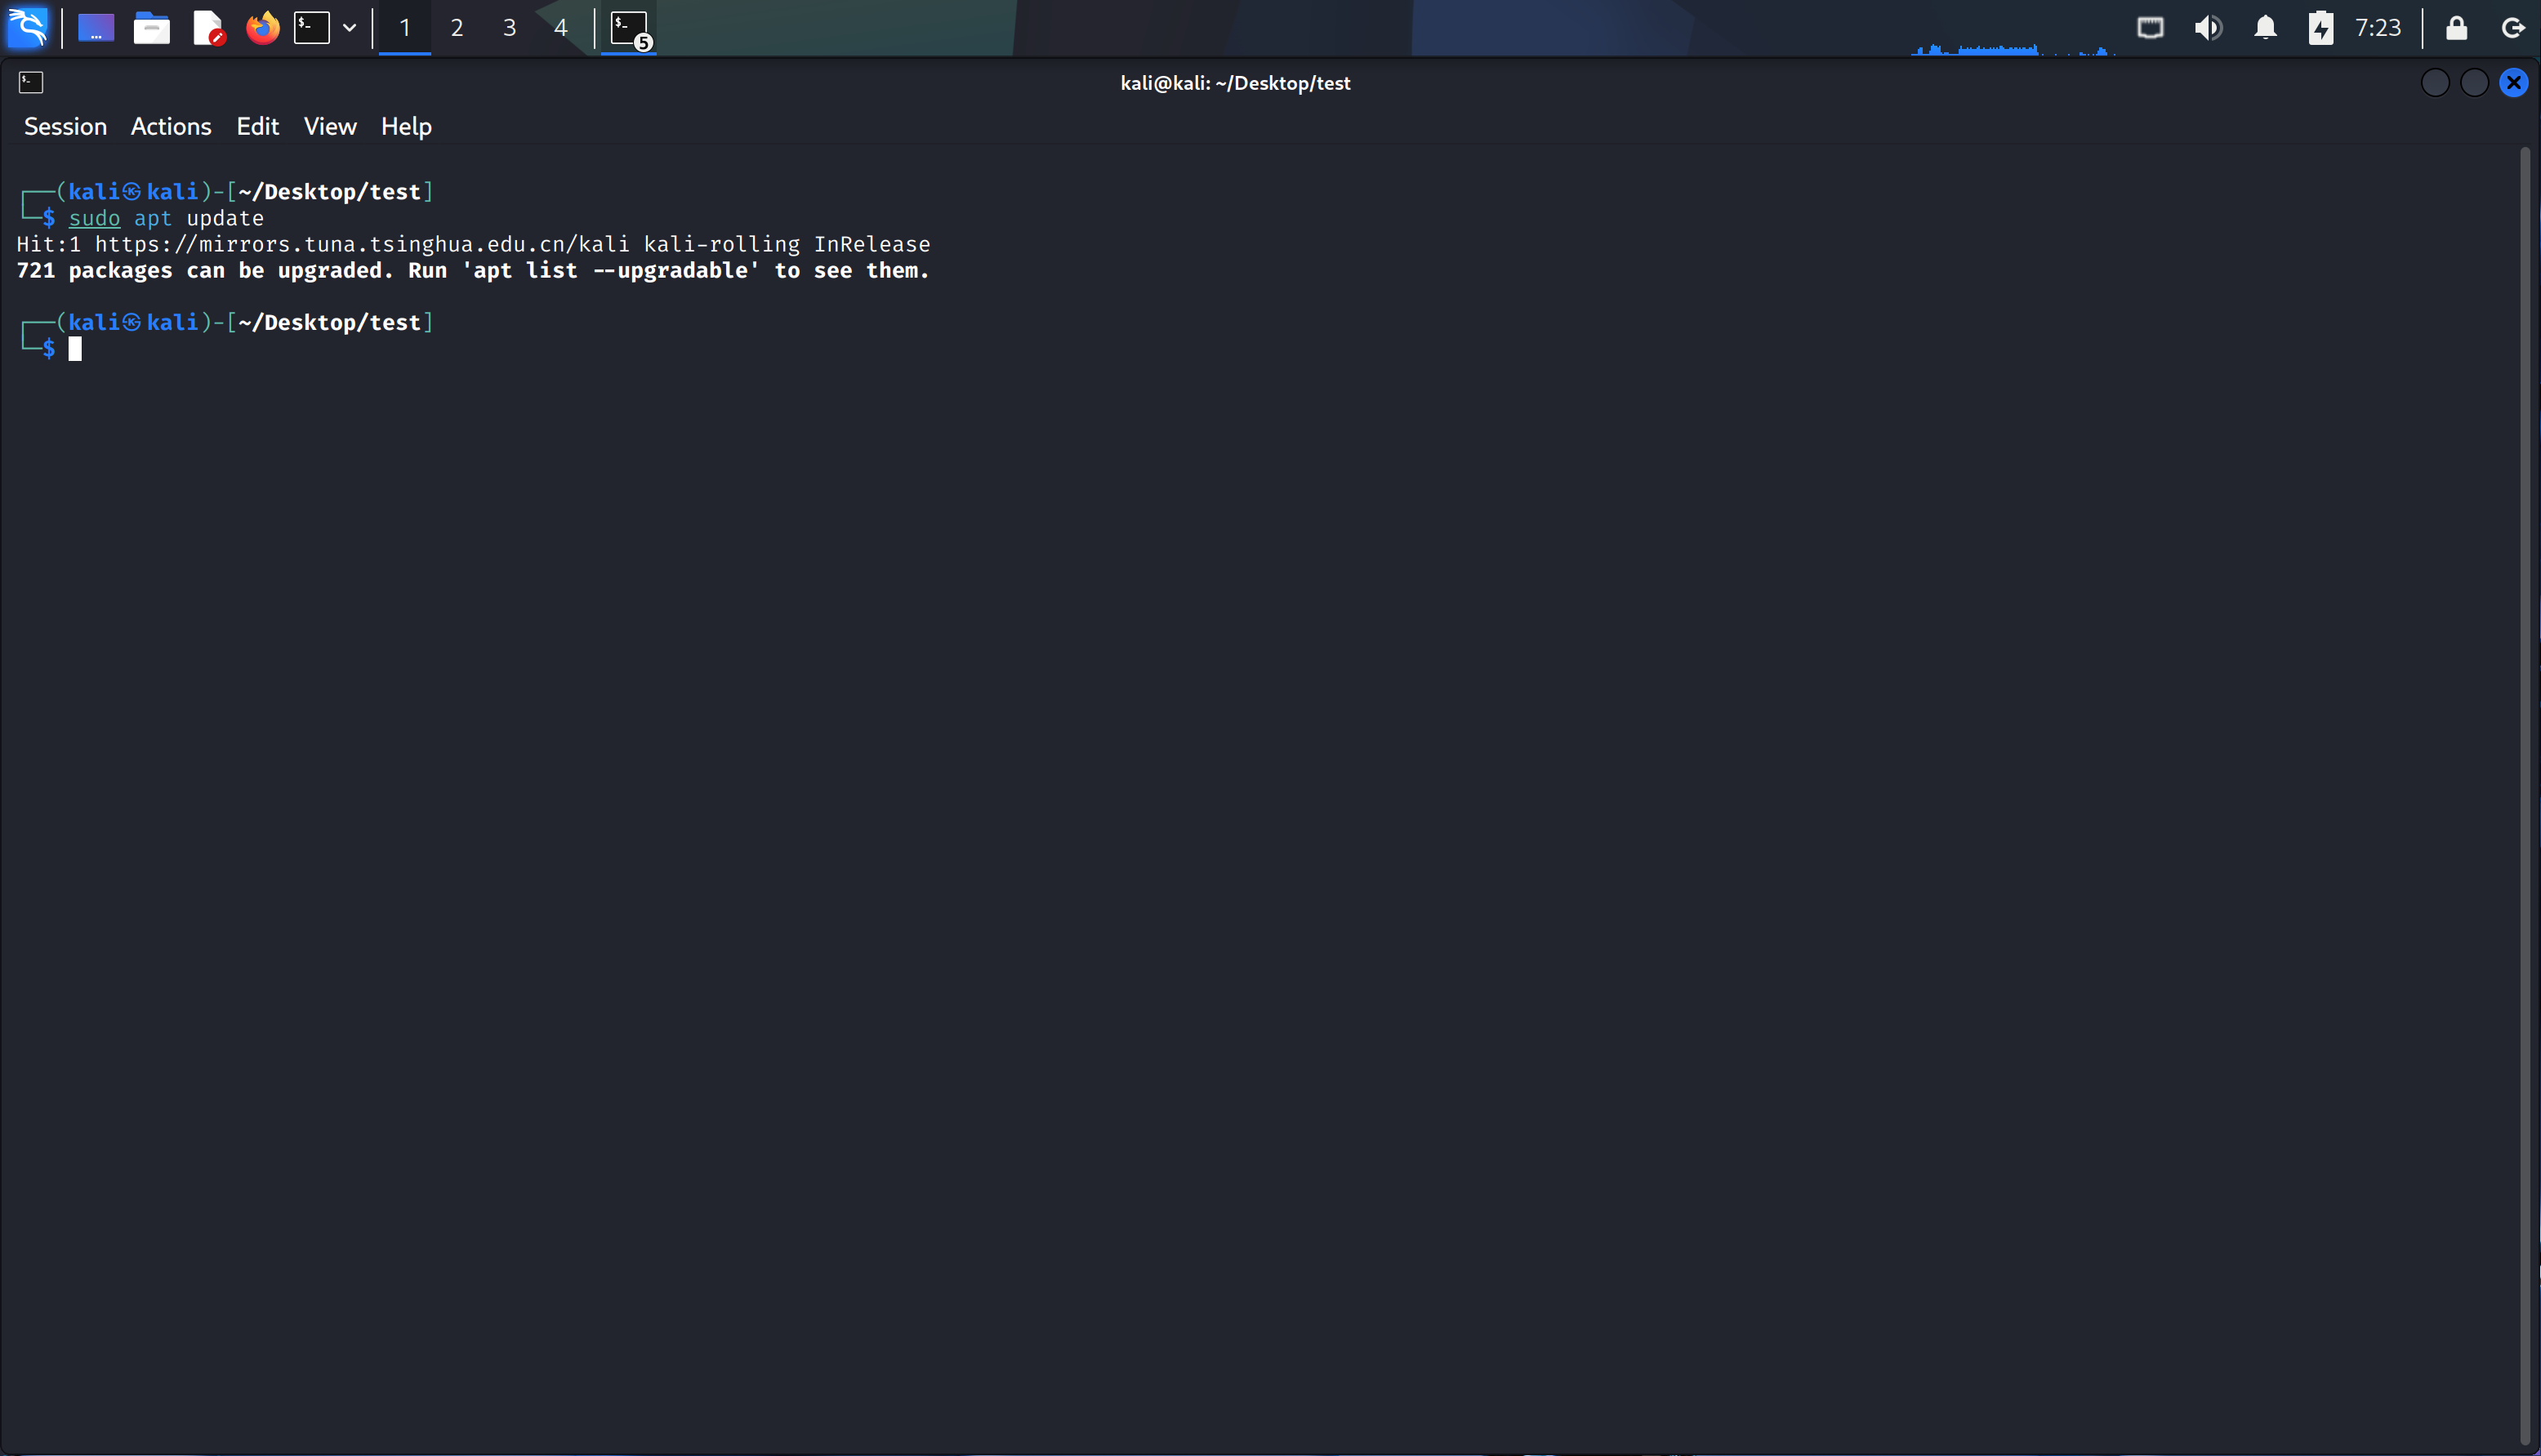 1 2 3 4 5 7:23
kali@kali: ~/Desktop/test
Session Actions Edit View Help
┌──(kali㉿kali)-[~/Desktop/test]
└─$ sudo apt update
Hit:1 https://mirrors.tuna.tsinghua.edu.cn/kali kali-rolling InRelease
721 packages can be upgraded. Run 'apt list --upgradable' to see them.
┌──(kali㉿kali)-[~/Desktop/test]
└─$